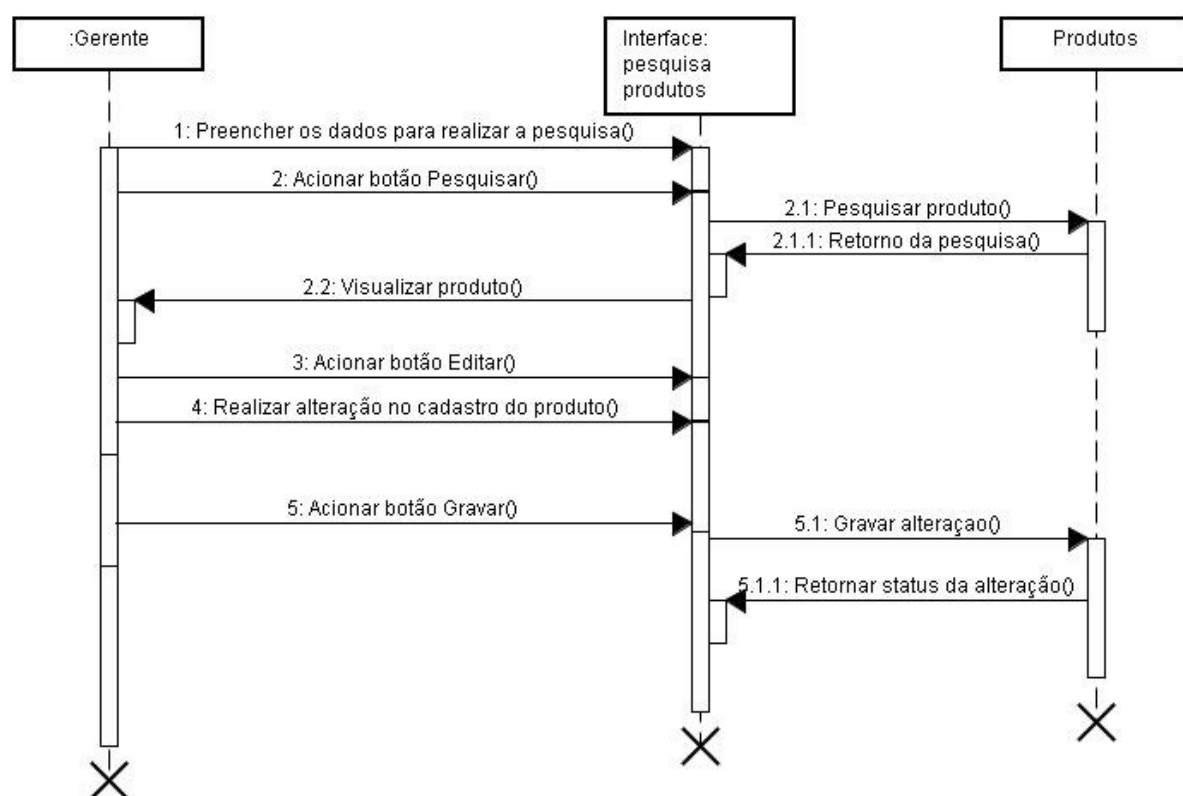 :Gerente
Interface:
pesquisa
produtos
Produtos
1: Preencher os dados para realizar a pesquisa()
2: Acionar botão Pesquisar()
2.1: Pesquisar produto()
2.1.1: Retorno da pesquisa()
2.2: Visualizar produto()
3: Acionar botão Editar()
4: Realizar alteração no cadastro do produto()
5: Acionar botão Gravar()
5.1: Gravar alteraçao()
5.1.1: Retornar status da alteração()